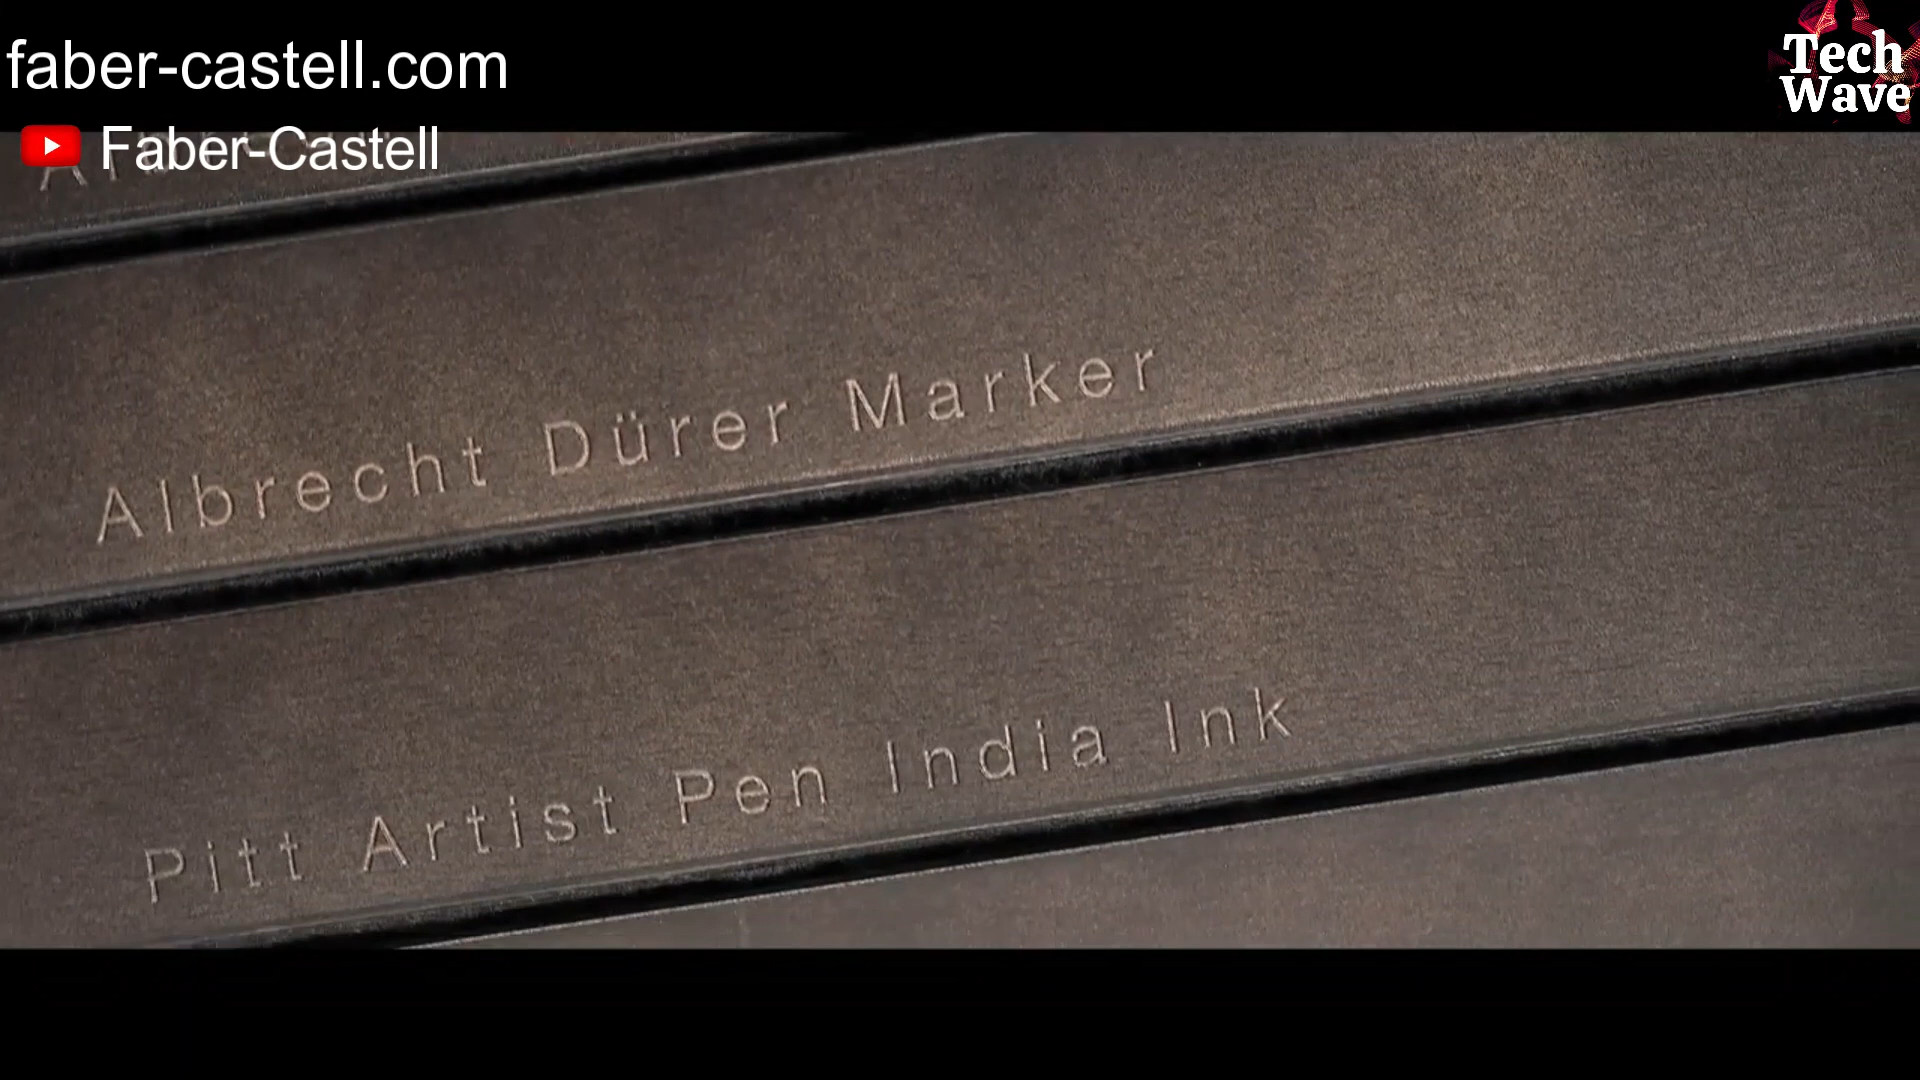 faber-castell.com
Tech
Wave
Faber-Castell
Albrecht Dürer Marker
Pitt Artist Pen India Ink